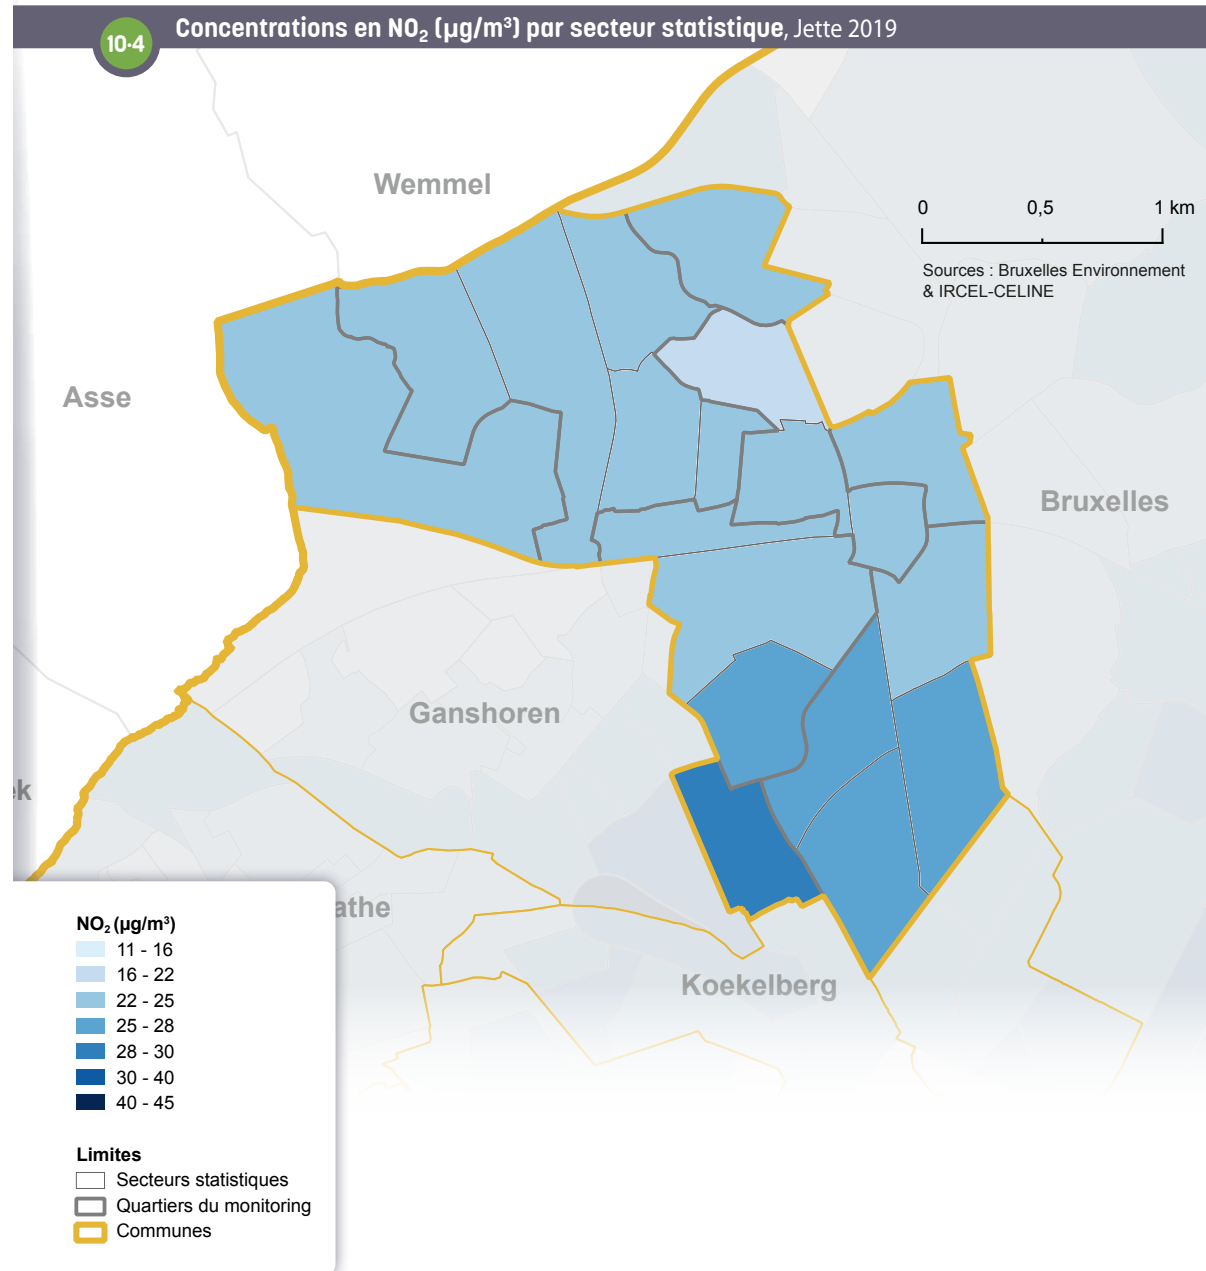 10·4
Concentrations en NO₂ (µg/m³) par secteur statistique, Jette 2019
Wemmel
0 0,5 1 km
Sources : Bruxelles Environnement
& IRCEL-CELINE
Asse
Bruxelles
Ganshoren
ek
athe
Koekelberg
NO₂ (µg/m³)
11 - 16
16 - 22
22 - 25
25 - 28
28 - 30
30 - 40
40 - 45
Limites
Secteurs statistiques
Quartiers du monitoring
Communes